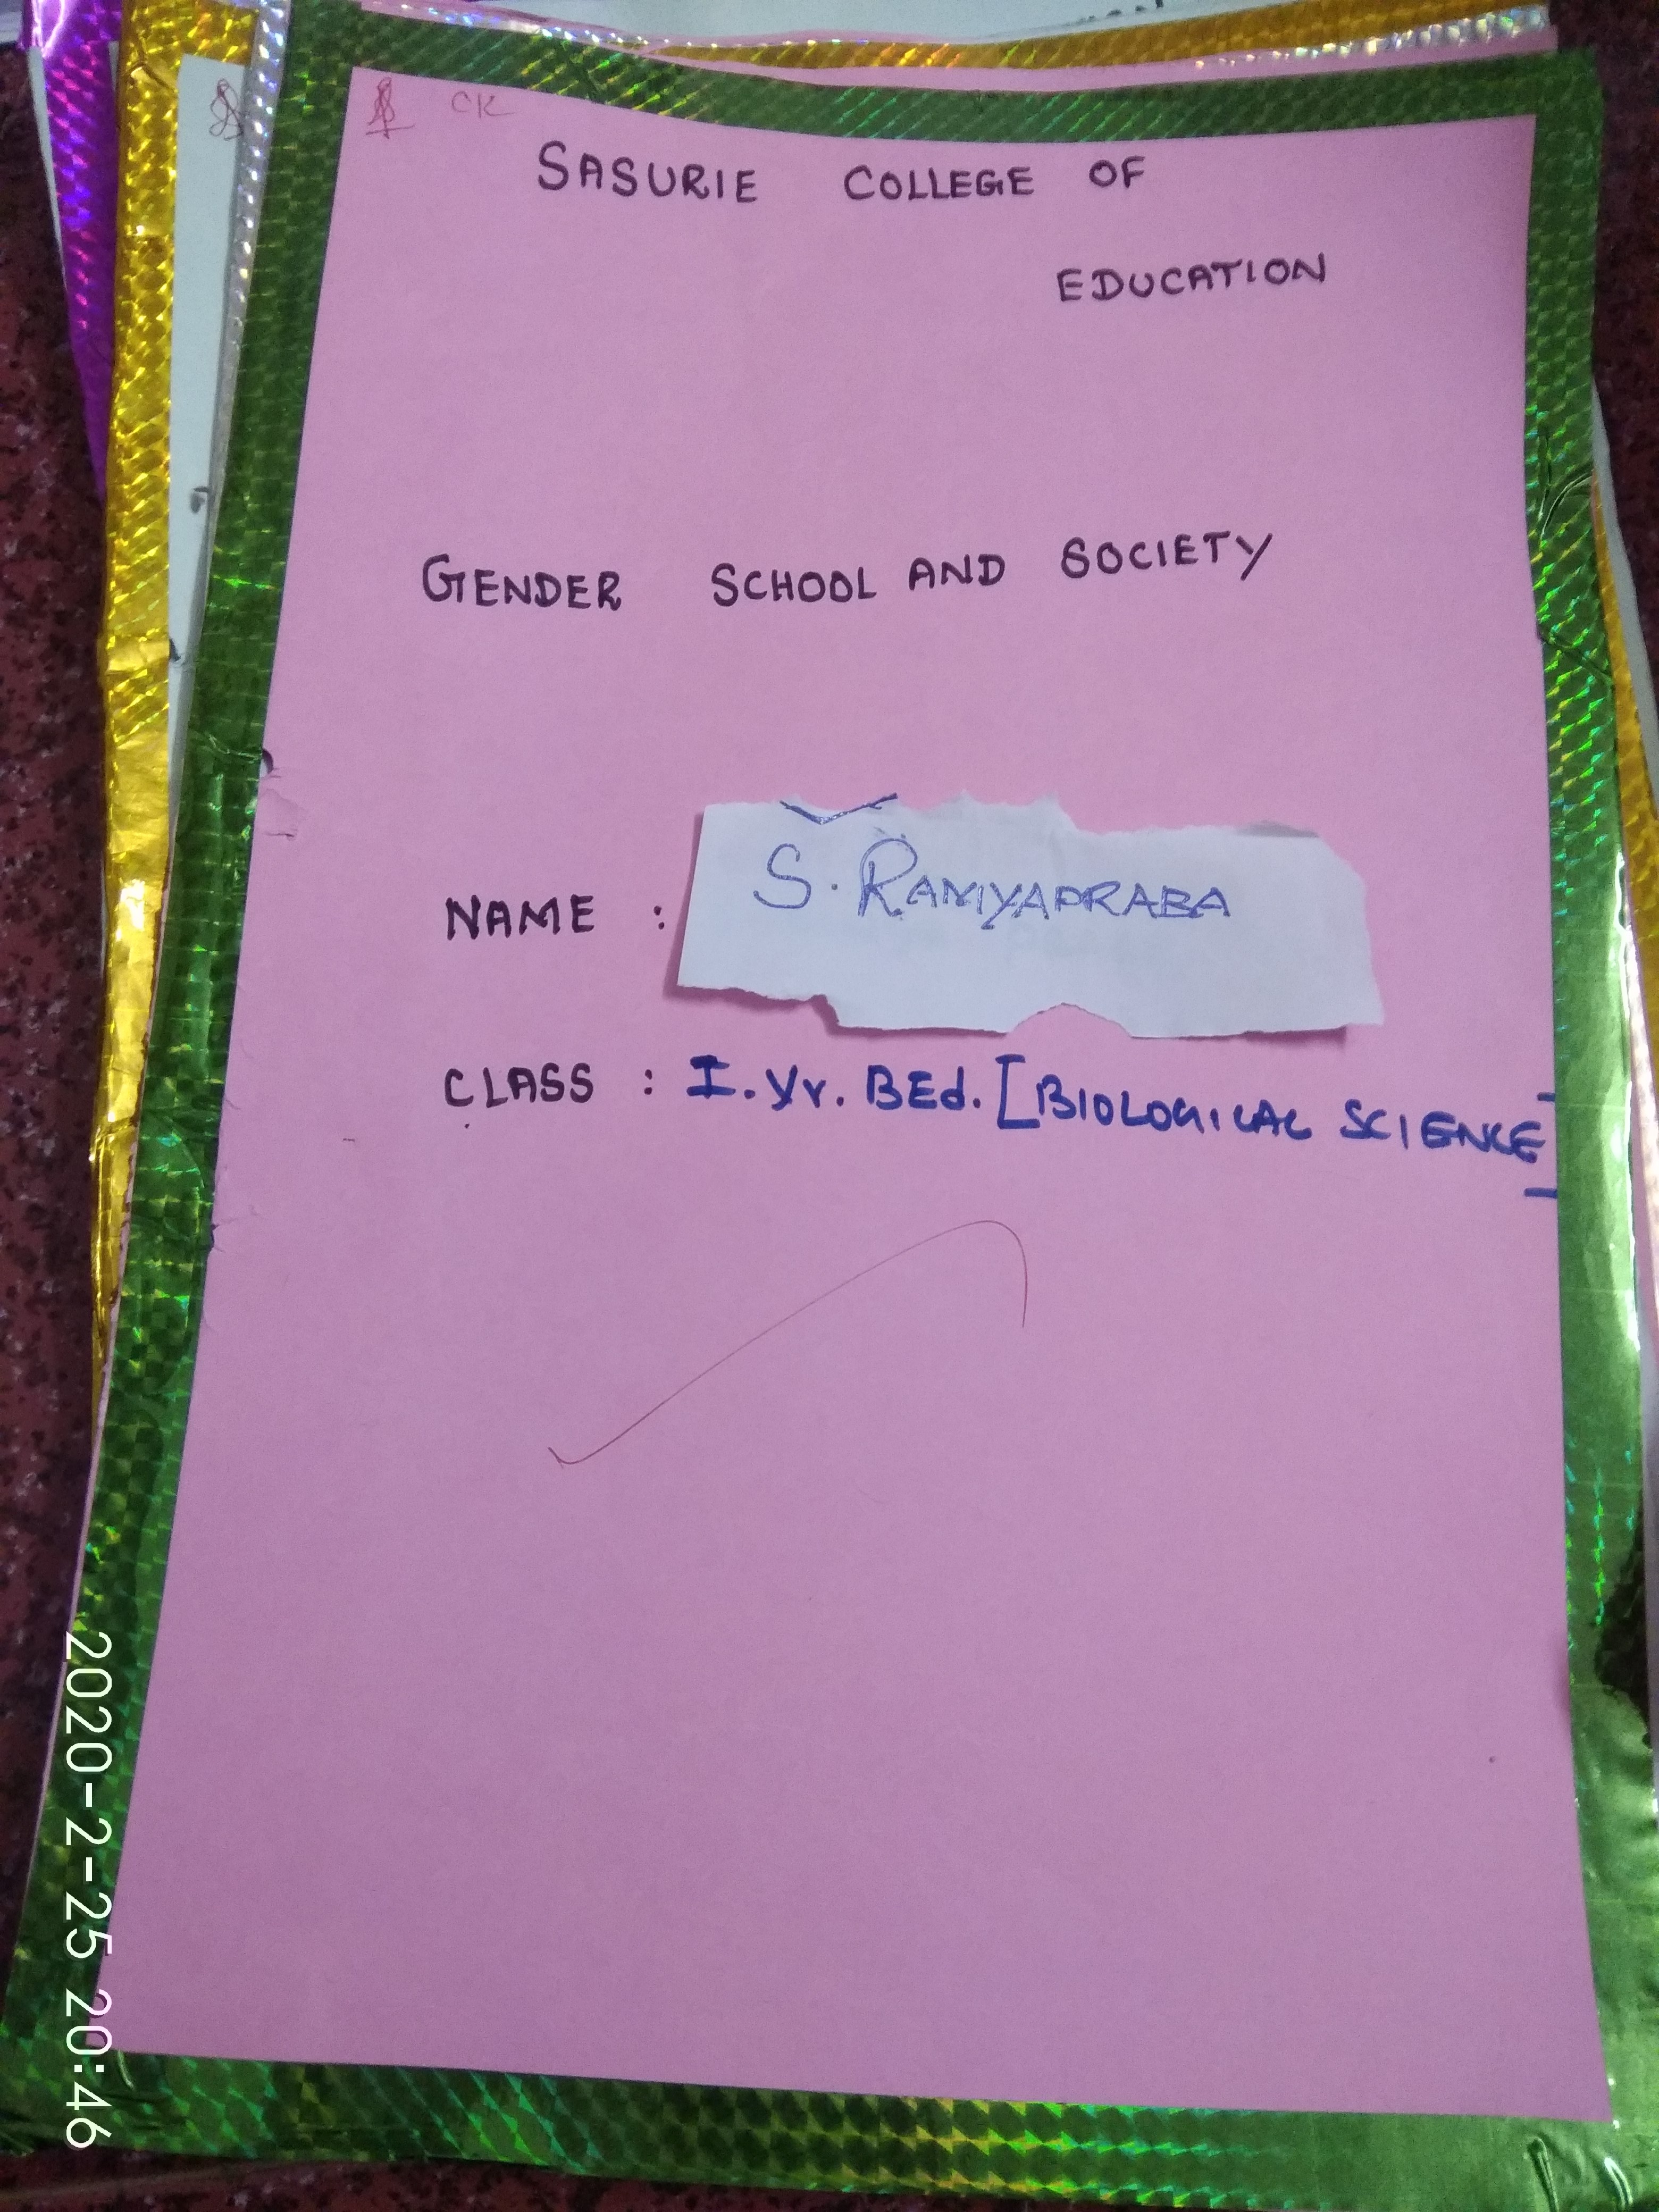 CK
SASURIE COLLEGE OF
EDUCATION
GENDER SCHOOL AND SOCIETY
NAME : S. RAMYAPRABA
CLASS : I. Yr. BEd. [BIOLOGICAL SCIENCE]
2020-2-25 20:46